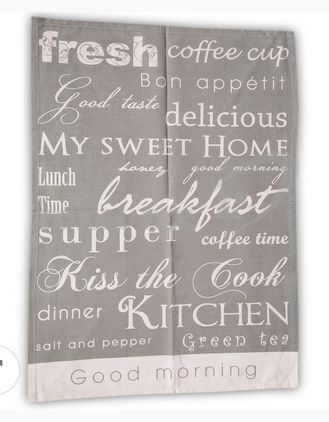 fresh coffee cup
Bon appétit
Good taste
delicious
My sweet Home
honey good morning
Lunch
Time
breakfast
supper coffee time
Kiss the Cook
dinner Kitchen
salt and pepper Green tea
Good morning